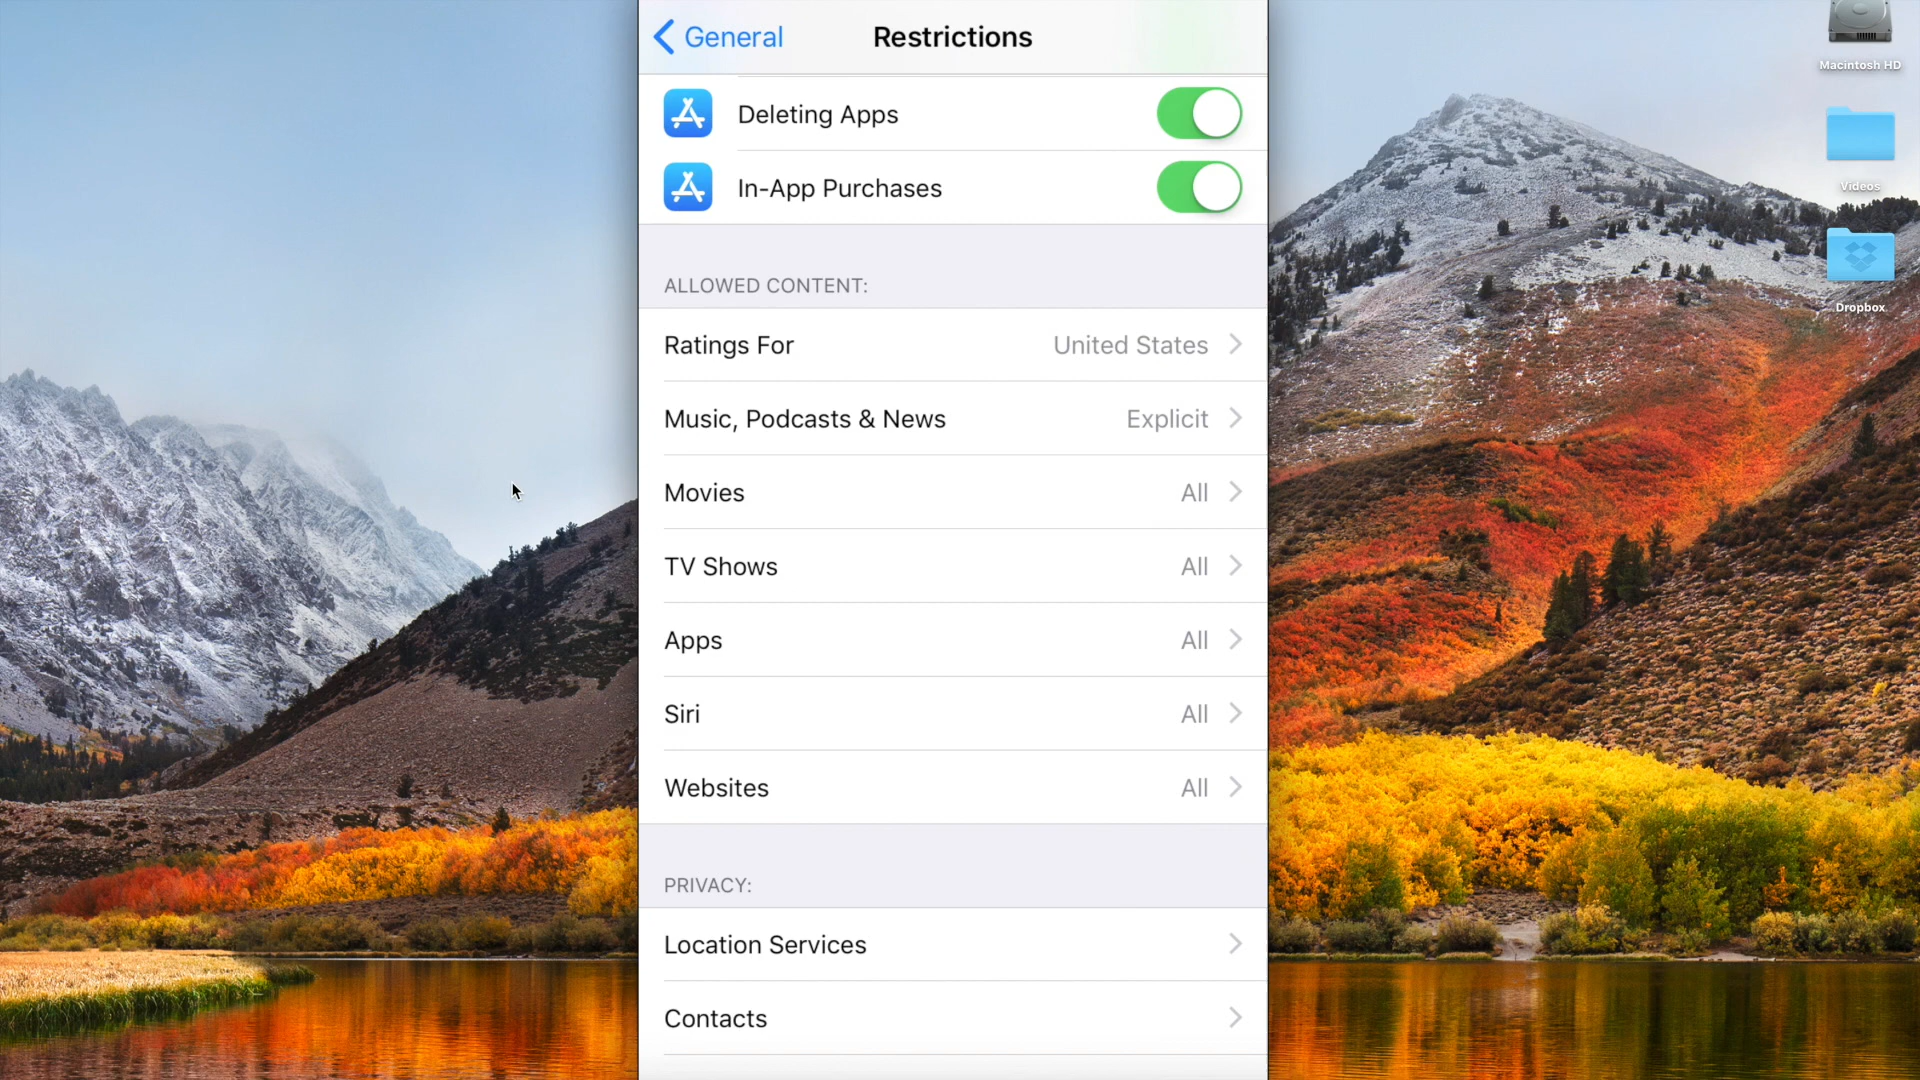 General
Restrictions
Deleting Apps
In-App Purchases
ALLOWED CONTENT:
Ratings For United States
Music, Podcasts & News Explicit
Movies All
TV Shows All
Apps All
Siri All
Websites All
PRIVACY:
Location Services
Contacts
Macintosh HD
Videos
Dropbox